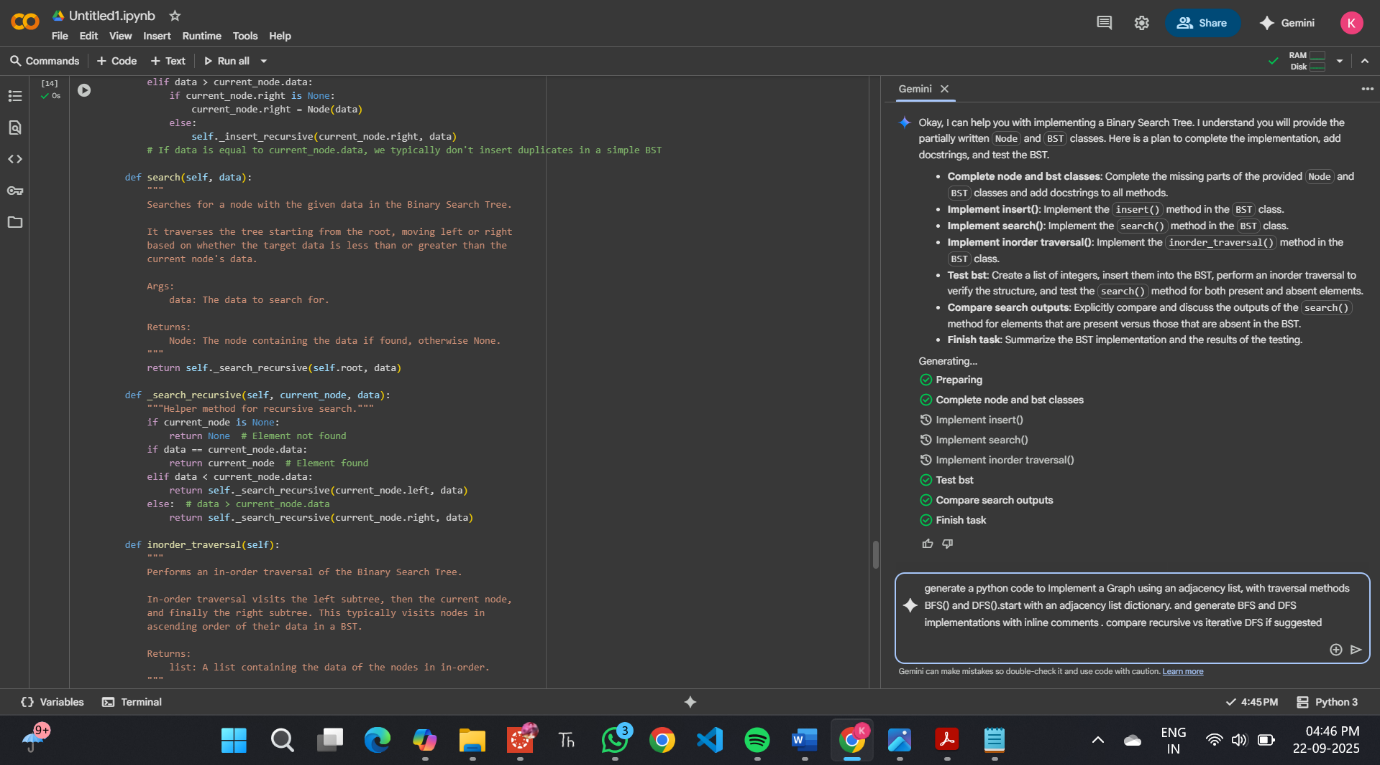 CO Untitled1.ipynb
File Edit View Insert Runtime Tools Help
Share
Gemini
K
Commands + Code + Text Run all
RAM
Disk
[14]
0s
elif data > current_node.data:
if current_node.right is None:
current_node.right = Node(data)
else:
self._insert_recursive(current_node.right, data)
# If data is equal to current_node.data, we typically don't insert duplicates in a simple BST
def search(self, data):
"""
Searches for a node with the given data in the Binary Search Tree.
It traverses the tree starting from the root, moving left or right
based on whether the target data is less than or greater than the
current node's data.
Args:
data: The data to search for.
Returns:
Node: The node containing the data if found, otherwise None.
"""
return self._search_recursive(self.root, data)
def _search_recursive(self, current_node, data):
"""Helper method for recursive search."""
if current_node is None:
return None # Element not found
if data == current_node.data:
return current_node # Element found
elif data < current_node.data:
return self._search_recursive(current_node.left, data)
else: # data > current_node.data
return self._search_recursive(current_node.right, data)
def inorder_traversal(self):
"""
Performs an in-order traversal of the Binary Search Tree.
In-order traversal visits the left subtree, then the current node,
and finally the right subtree. This typically visits nodes in
ascending order of their data in a BST.
Returns:
list: A list containing the data of the nodes in in-order.
"""
Gemini
Okay, I can help you with implementing a Binary Search Tree. I understand you will provide the
partially written Node and BST classes. Here is a plan to complete the implementation, add
docstrings, and test the BST.
• Complete node and bst classes: Complete the missing parts of the provided Node and
BST classes and add docstrings to all methods.
• Implement insert(): Implement the insert() method in the BST class.
• Implement search(): Implement the search() method in the BST class.
• Implement inorder traversal(): Implement the inorder_traversal() method in the
BST class.
• Test bst: Create a list of integers, insert them into the BST, perform an inorder traversal to
verify the structure, and test the search() method for both present and absent elements.
• Compare search outputs: Explicitly compare and discuss the outputs of the search()
method for elements that are present versus those that are absent in the BST.
• Finish task: Summarize the BST implementation and the results of the testing.
Generating...
Preparing
Complete node and bst classes
Implement insert()
Implement search()
Implement inorder traversal()
Test bst
Compare search outputs
Finish task
generate a python code to Implement a Graph using an adjacency list, with traversal methods
BFS() and DFS().start with an adjacency list dictionary. and generate BFS and DFS
implementations with inline comments . compare recursive vs iterative DFS if suggested
Gemini can make mistakes so double-check it and use code with caution. Learn more
Variables Terminal
4:45 PM Python 3
9+
Th
3
K
ENG
IN
04:46 PM
22-09-2025